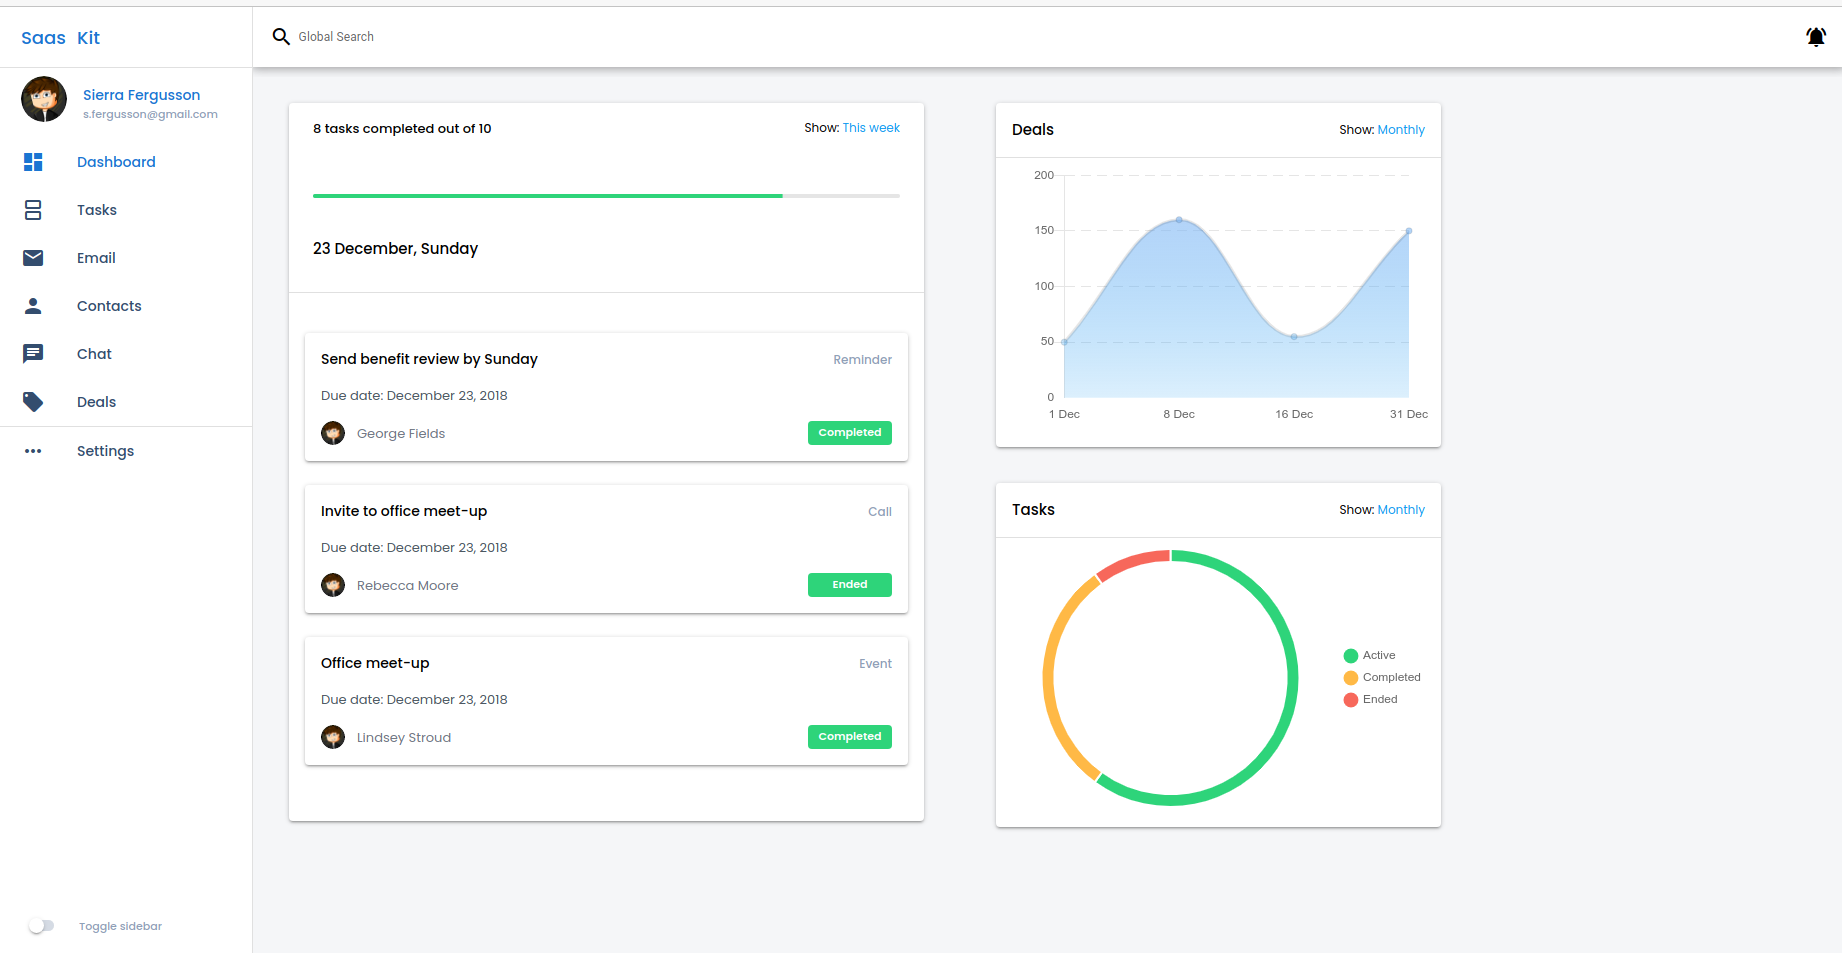 Saas Kit
Global Search
Sierra Fergusson
s.fergusson@gmail.com
Dashboard
Tasks
Email
Contacts
Chat
Deals
Settings
Toggle sidebar
8 tasks completed out of 10
Show: This week
23 December, Sunday
Send benefit review by Sunday
Reminder
Due date: December 23, 2018
George Fields
Completed
Invite to office meet-up
Call
Due date: December 23, 2018
Rebecca Moore
Ended
Office meet-up
Event
Due date: December 23, 2018
Lindsey Stroud
Completed
Deals
Show: Monthly
200
150
100
50
0
1 Dec
8 Dec
16 Dec
31 Dec
Tasks
Show: Monthly
Active
Completed
Ended